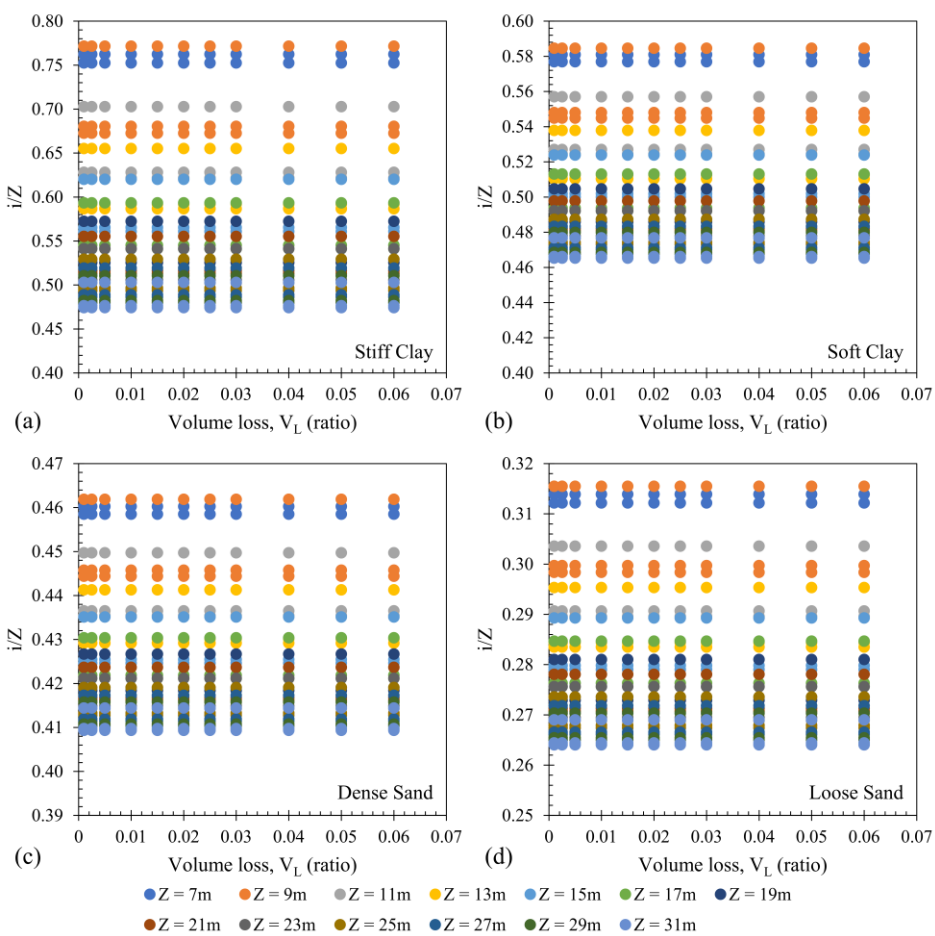 0.80
0.75
0.70
0.65
0.60
0.55
0.50
0.45
0.40
i/Z
0 0.01 0.02 0.03 0.04 0.05 0.06 0.07
Stiff Clay
(a) Volume loss, V_L (ratio)
0.60
0.58
0.56
0.54
0.52
0.50
0.48
0.46
0.44
0.42
0.40
i/Z
0 0.01 0.02 0.03 0.04 0.05 0.06 0.07
Soft Clay
(b) Volume loss, V_L (ratio)
0.47
0.46
0.45
0.44
0.43
0.42
0.41
0.40
0.39
i/Z
0 0.01 0.02 0.03 0.04 0.05 0.06 0.07
Dense Sand
(c) Volume loss, V_L (ratio)
0.32
0.31
0.30
0.29
0.28
0.27
0.26
0.25
i/Z
0 0.01 0.02 0.03 0.04 0.05 0.06 0.07
Loose Sand
(d) Volume loss, V_L (ratio)
Z = 7m Z = 9m Z = 11m Z = 13m Z = 15m Z = 17m Z = 19m
Z = 21m Z = 23m Z = 25m Z = 27m Z = 29m Z = 31m